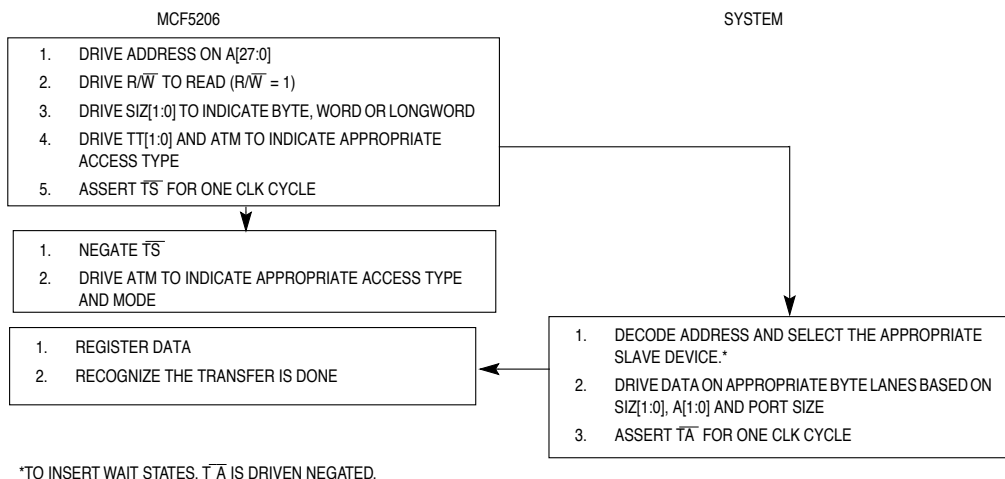 MCF5206
SYSTEM
1. DRIVE ADDRESS ON A[27:0]
2. DRIVE R/W̅ TO READ (R/W̅ = 1)
3. DRIVE SIZ[1:0] TO INDICATE BYTE, WORD OR LONGWORD
4. DRIVE TT[1:0] AND ATM TO INDICATE APPROPRIATE
ACCESS TYPE
5. ASSERT T̅S̅ FOR ONE CLK CYCLE
1. NEGATE T̅S̅
2. DRIVE ATM TO INDICATE APPROPRIATE ACCESS TYPE
AND MODE
1. REGISTER DATA
2. RECOGNIZE THE TRANSFER IS DONE
1. DECODE ADDRESS AND SELECT THE APPROPRIATE
SLAVE DEVICE.*
2. DRIVE DATA ON APPROPRIATE BYTE LANES BASED ON
SIZ[1:0], A[1:0] AND PORT SIZE
3. ASSERT T̅A̅ FOR ONE CLK CYCLE
*TO INSERT WAIT STATES, T̅ A̅ IS DRIVEN NEGATED.